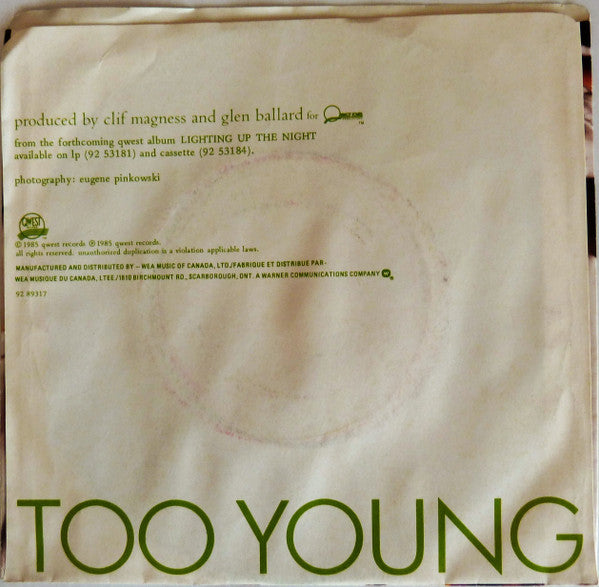 produced by clif magness and glen ballard for Qwest
™
from the forthcoming qwest album LIGHTING UP THE NIGHT
available on lp (92 53181) and cassette (92 53184).
photography: eugene pinkowski
QWEST
© 1985 qwest records ℗ 1985 qwest records.
all rights reserved. unauthorized duplication is a violation applicable laws.
MANUFACTURED AND DISTRIBUTED BY – WEA MUSIC OF CANADA, LTD./FABRIQUE ET DISTRIBUE PAR-
WEA MUSIQUE DU CANADA, LTEE/1810 BIRCHMOUNT RD., SCARBOROUGH, ONT. A WARNER COMMUNICATIONS COMPANY
92 89317
TOO YOUNG